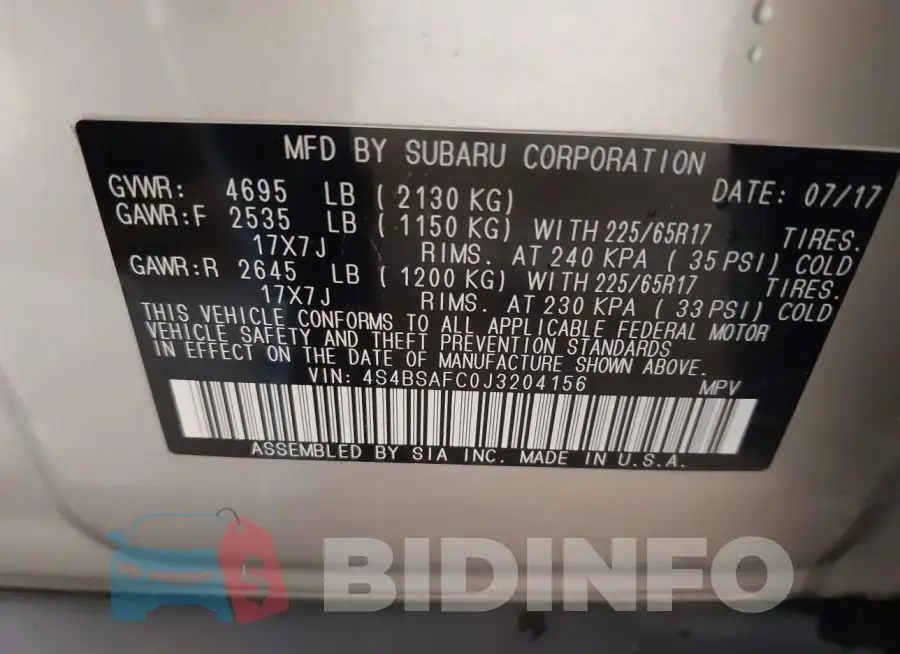 MFD BY SUBARU CORPORATION
GVWR: 4695 LB ( 2130 KG) DATE: 07/17
GAWR:F 2535 LB ( 1150 KG) WITH 225/65R17 TIRES.
17X7J RIMS. AT 240 KPA ( 35 PSI) COLD
GAWR:R 2645 LB ( 1200 KG) WITH 225/65R17 TIRES.
17X7J RIMS. AT 230 KPA ( 33 PSI) COLD
THIS VEHICLE CONFORMS TO ALL APPLICABLE FEDERAL MOTOR
VEHICLE SAFETY AND THEFT PREVENTION STANDARDS
IN EFFECT ON THE DATE OF MANUFACTURE SHOWN ABOVE.
VIN: 4S4BSAFC0J3204156 MPV
ASSEMBLED BY SIA INC. MADE IN U.S.A.
$ BIDINFO